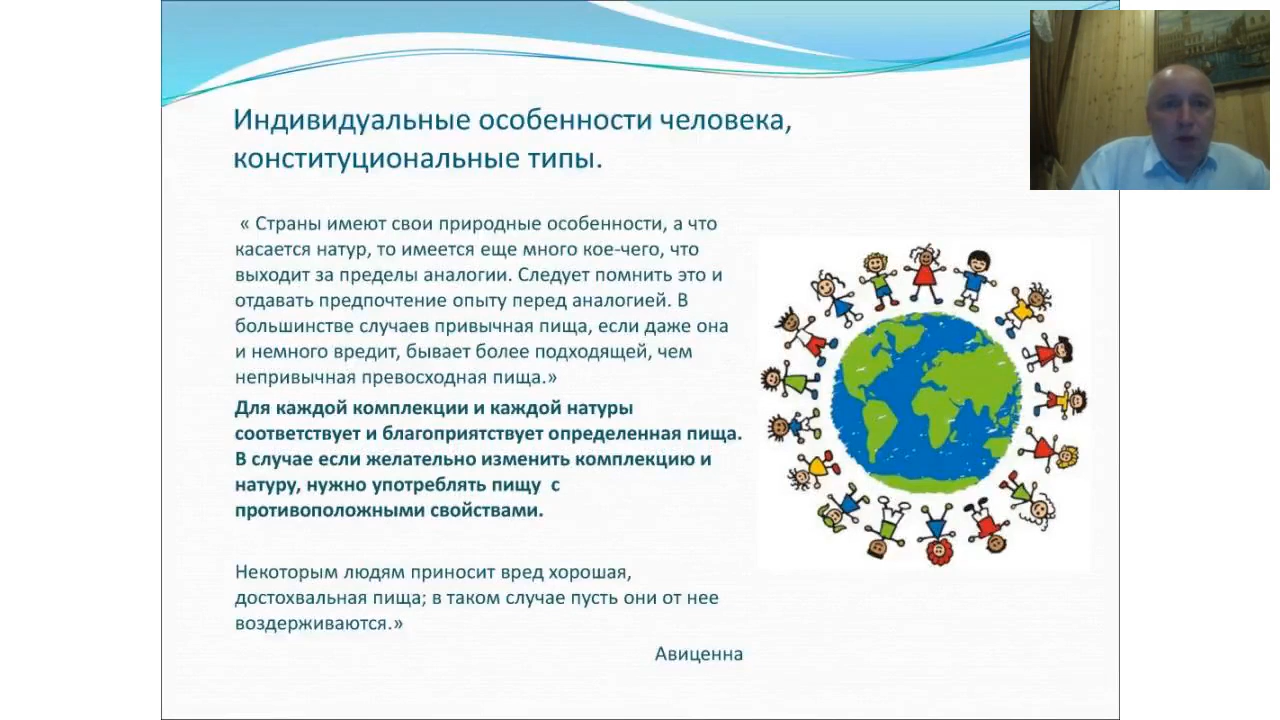 Индивидуальные особенности человека,
конституциональные типы.
« Страны имеют свои природные особенности, а что
касается натур, то имеется еще много кое-чего, что
выходит за пределы аналогии. Следует помнить это и
отдавать предпочтение опыту перед аналогией. В
большинстве случаев привычная пища, если даже она
и немного вредит, бывает более подходящей, чем
непривычная превосходная пища.»
Для каждой комплекции и каждой натуры
соответствует и благоприятствует определенная пища.
В случае если желательно изменить комплекцию и
натуру, нужно употреблять пищу с
противоположными свойствами.
Некоторым людям приносит вред хорошая,
достохвальная пища; в таком случае пусть они от нее
воздерживаются.»
Авиценна